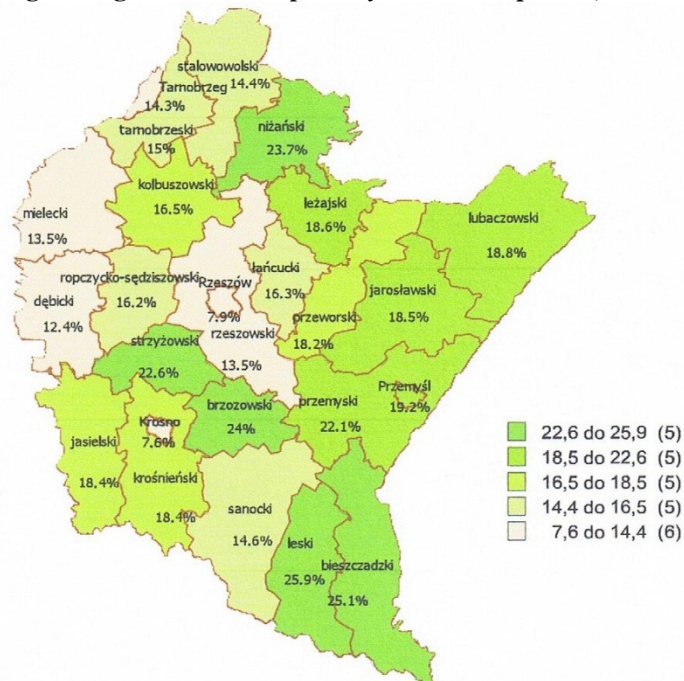 stalowowolski
14.4%
Tarnobrzeg
14.3%
tarnobrzeski
15%
niżański
23.7%
kolbuszowski
16.5%
leżajski
18.6%
lubaczowski
18.8%
mielecki
13.5%
ropczycko-sędziszowski
16.2%
Rzeszów
7.9%
łańcucki
16.3%
jarosławski
18.5%
dębicki
12.4%
rzeszowski
13.5%
przeworski
18.2%
strzyżowski
22.6%
brzozowski
24%
przemyski
22.1%
Przemyśl
19.2%
jasielski
18.4%
Krosno
7.6%
krośnieński
18.4%
sanocki
14.6%
leski
25.9%
bieszczadzki
25.1%
22,6 do 25,9 (5)
18,5 do 22,6 (5)
16,5 do 18,5 (5)
14,4 do 16,5 (5)
7,6 do 14,4 (6)